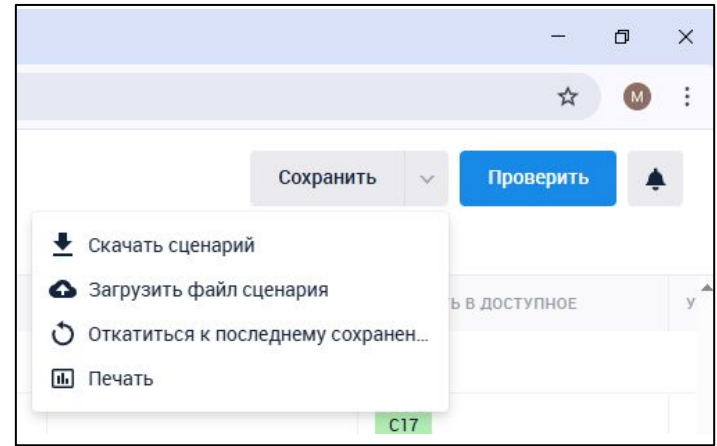 M
Сохранить
Проверить
Скачать сценарий
Загрузить файл сценария
Ь В ДОСТУПНОЕ
У
Откатиться к последнему сохранен...
Печать
C17